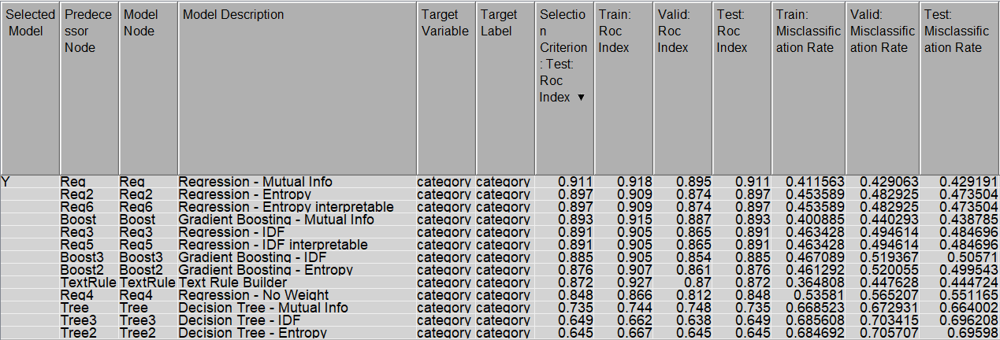 Selected Model Predece ssor Node Model Node Model Description Target Variable Target Label Selectio n Criterion : Test: Roc Index ▼ Train: Roc Index Valid: Roc Index Test: Roc Index Train: Misclassific ation Rate Valid: Misclassific ation Rate Test: Misclassific ation Rate
Y Reg Reg Regression - Mutual Info category category 0.911 0.918 0.895 0.911 0.411563 0.429063 0.429191
Reg2 Reg2 Regression - Entropy category category 0.897 0.909 0.874 0.897 0.453589 0.482925 0.473504
Reg6 Reg6 Regression - Entropy interpretable category category 0.897 0.909 0.874 0.897 0.453589 0.482925 0.473504
Boost Boost Gradient Boosting - Mutual Info category category 0.893 0.915 0.887 0.893 0.400885 0.440293 0.438785
Reg3 Reg3 Regression - IDF category category 0.891 0.905 0.865 0.891 0.463428 0.494614 0.484696
Reg5 Reg5 Regression - IDF interpretable category category 0.891 0.905 0.865 0.891 0.463428 0.494614 0.484696
Boost3 Boost3 Gradient Boosting - IDF category category 0.885 0.915 0.854 0.885 0.467089 0.519367 0.50571
Boost2 Boost2 Gradient Boosting - Entropy category category 0.876 0.907 0.861 0.876 0.461292 0.520055 0.499543
TextRule TextRule Text Rule Builder category category 0.872 0.927 0.87 0.872 0.364808 0.447628 0.444724
Reg4 Reg4 Regression - No Weight category category 0.848 0.866 0.812 0.848 0.53581 0.565207 0.551165
Tree Tree Decision Tree - Mutual Info category category 0.735 0.744 0.748 0.735 0.668523 0.672931 0.664002
Tree3 Tree3 Decision Tree - IDF category category 0.649 0.662 0.638 0.649 0.685608 0.703415 0.696208
Tree2 Tree2 Decision Tree - Entropy category category 0.645 0.667 0.645 0.645 0.684692 0.705707 0.69598